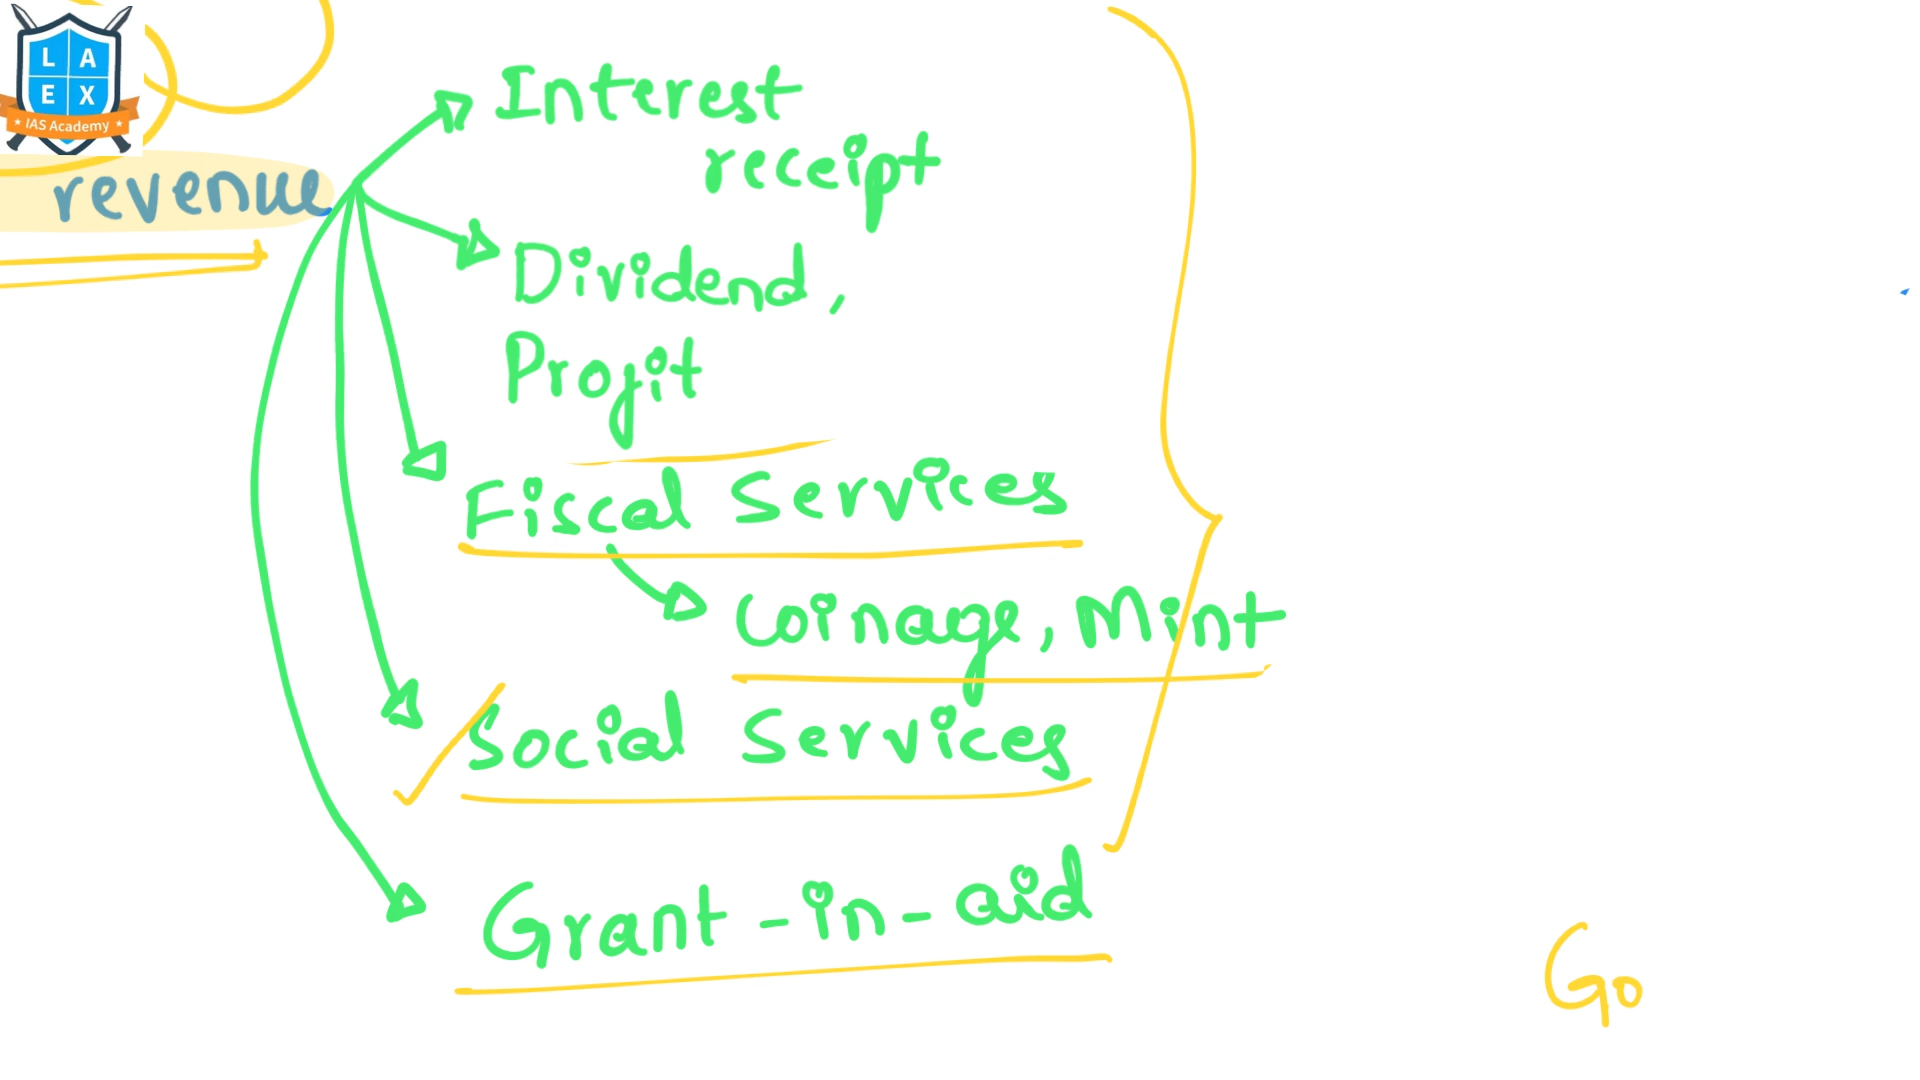 L A
E X
IAS Academy
revenue
Interest
receipt
Dividend,
Profit
Fiscal Services
Coinage, Mint
Social Services
Grant-in-aid
Go